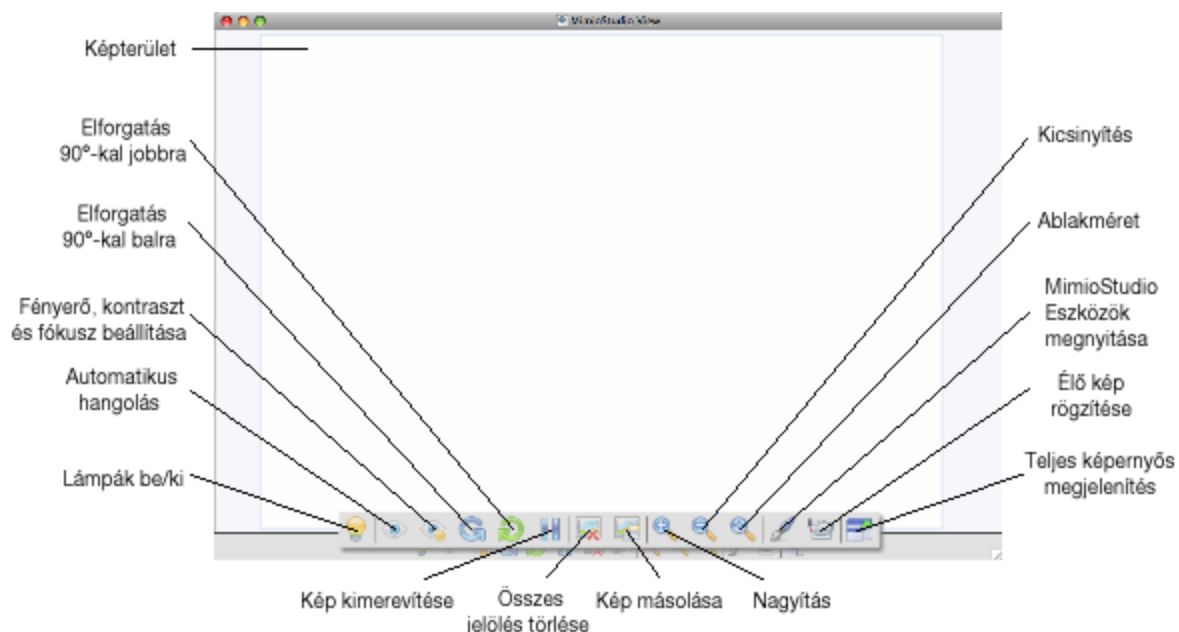 MimioStudio View
Képterület
Elforgatás
90°-kal jobbra
Elforgatás
90°-kal balra
Fényerő, kontraszt
és fókusz beállítása
Automatikus
hangolás
Lámpák be/ki
Kicsinyítés
Ablakméret
MimioStudio
Eszközök
megnyitása
Élő kép
rögzítése
Teljes képernyős
megjelenítés
Kép kimerevítése
Összes
jelölés törlése
Kép másolása
Nagyítás